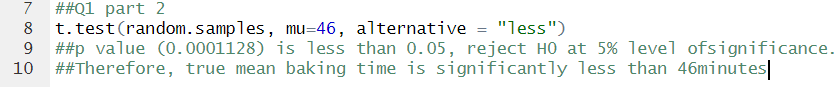 7 ##Q1 part 2
8 t.test(random.samples, mu=46, alternative = "less")
9 ##p value (0.0001128) is less than 0.05, reject H0 at 5% level ofsignificance.
10 ##Therefore, true mean baking time is significantly less than 46minutes